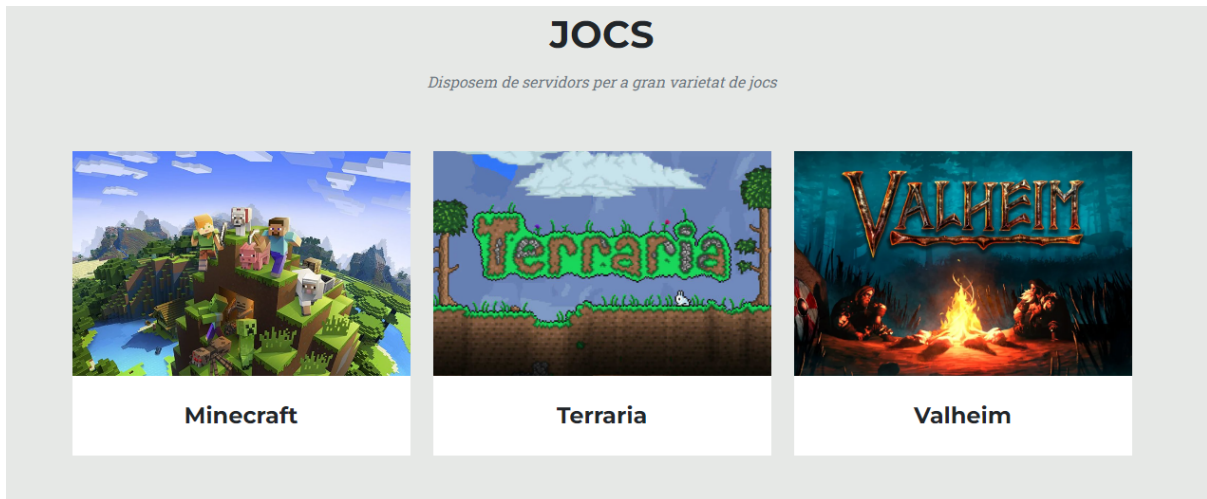 JOCS
Disposem de servidors per a gran varietat de jocs
Terraria
VALHEIM
Minecraft
Terraria
Valheim